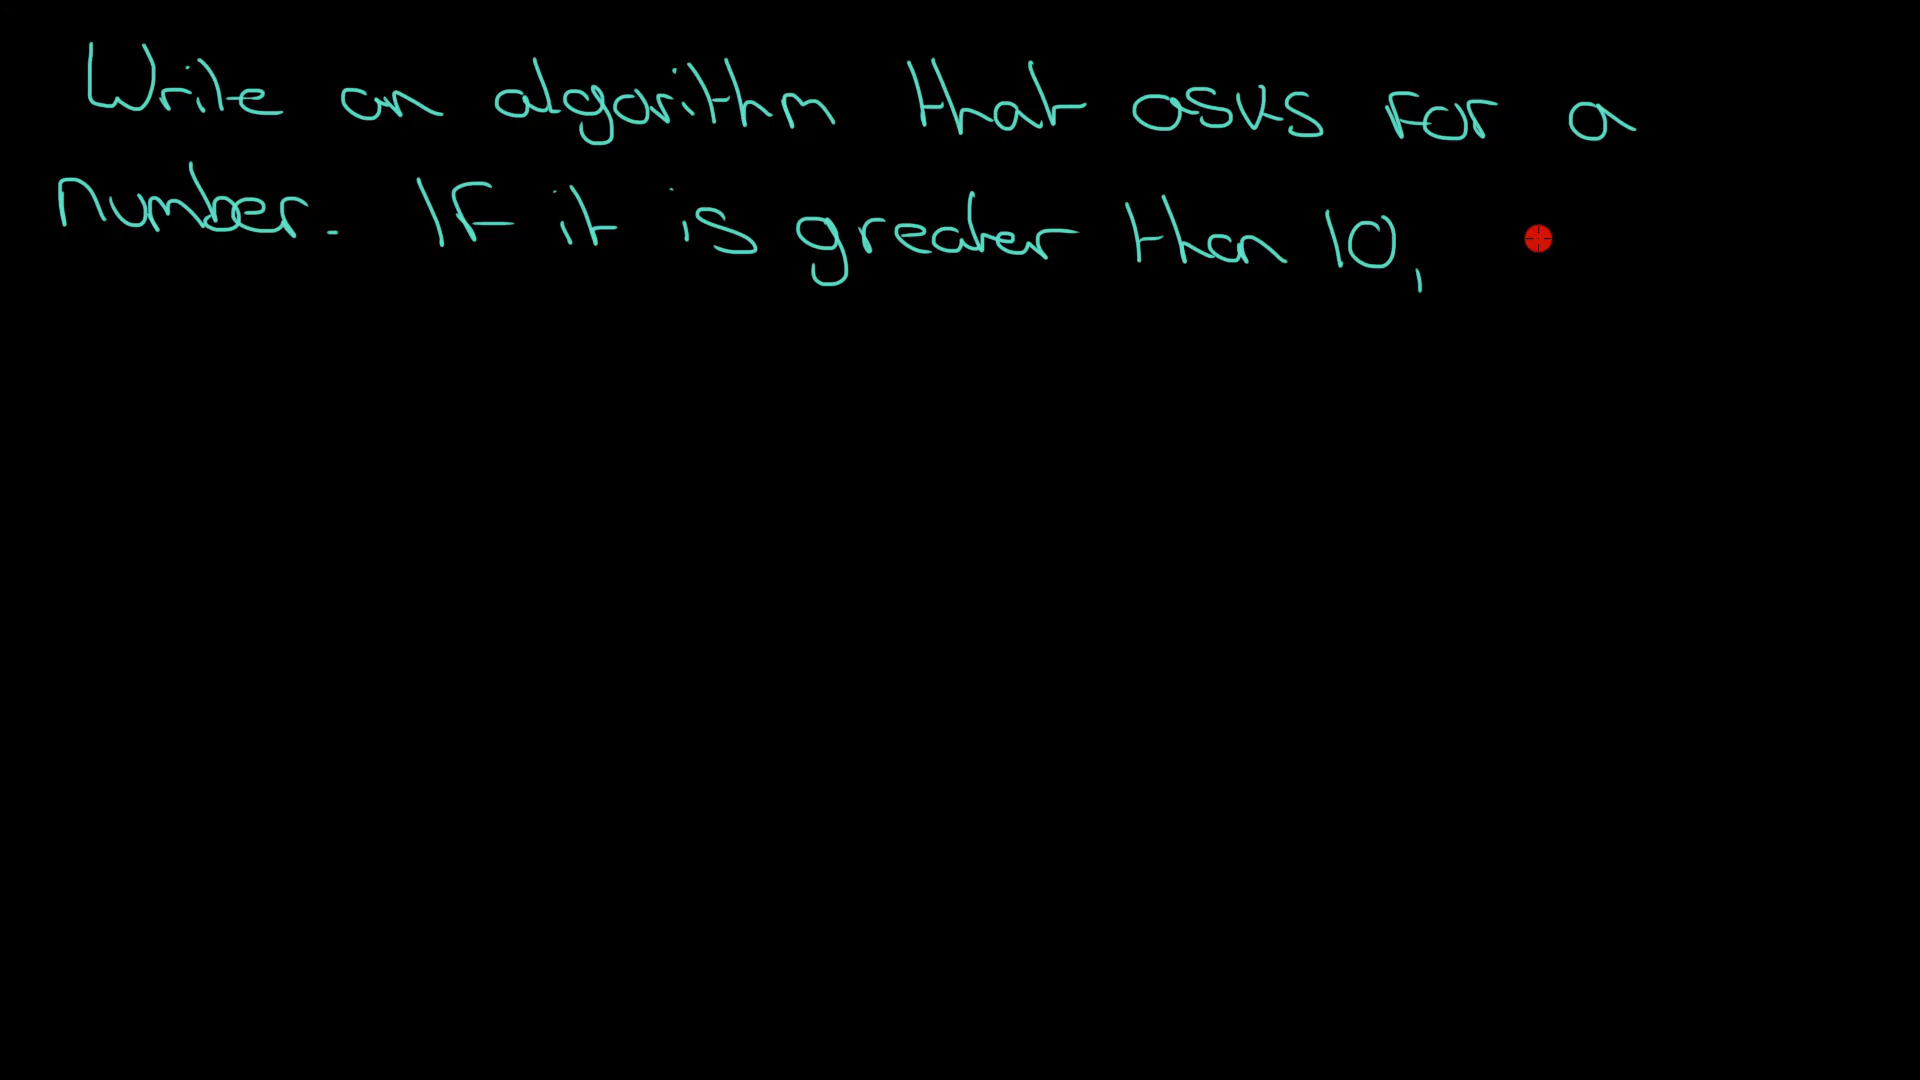 Write an algorithm that asks for a
number. If it is greater than 10,